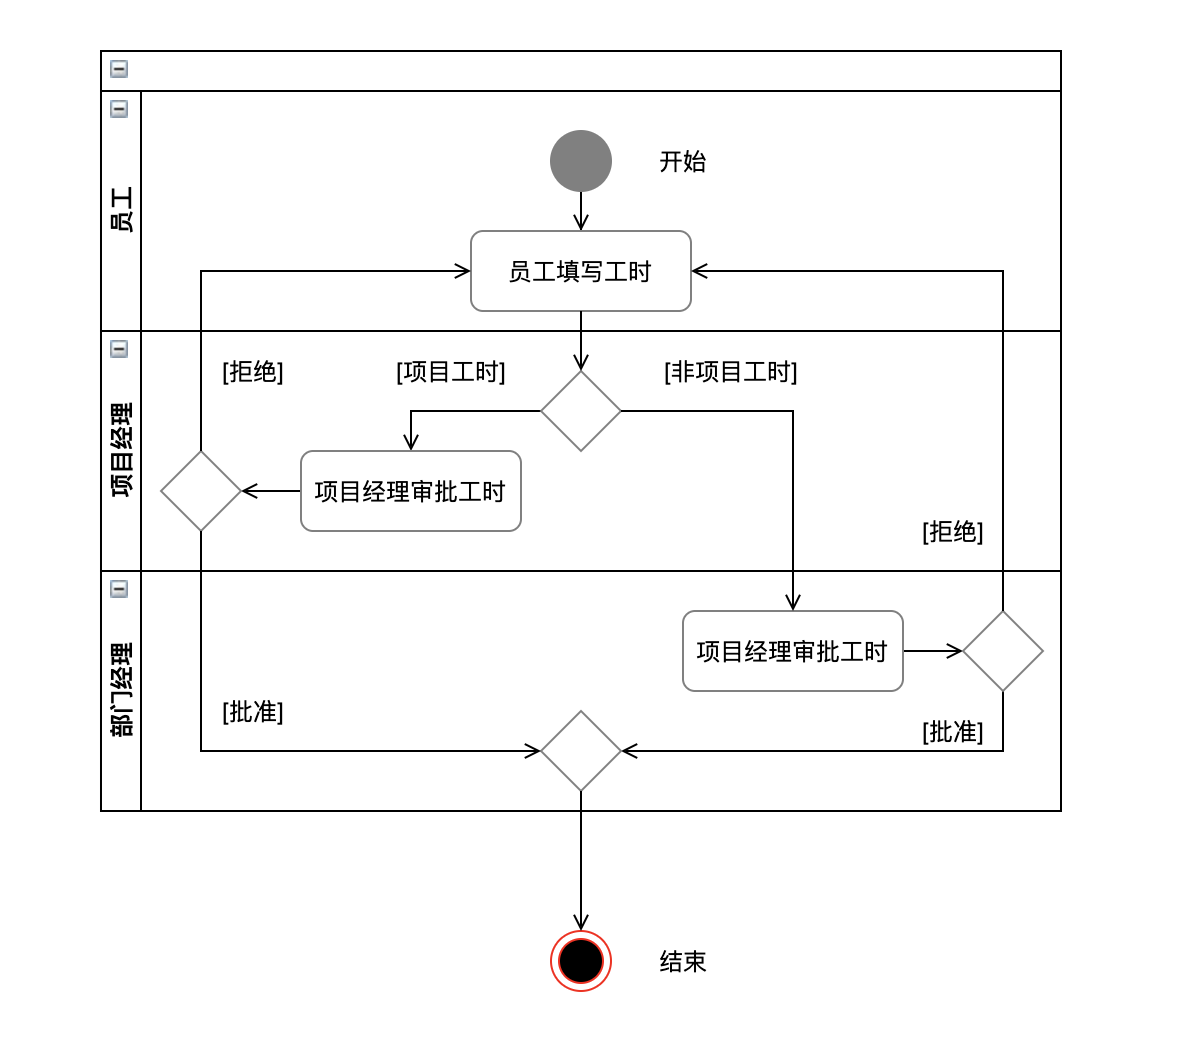 员工
开始
员工填写工时
项目经理
[拒绝]
[项目工时]
[非项目工时]
项目经理审批工时
[拒绝]
部门经理
项目经理审批工时
[批准]
[批准]
结束